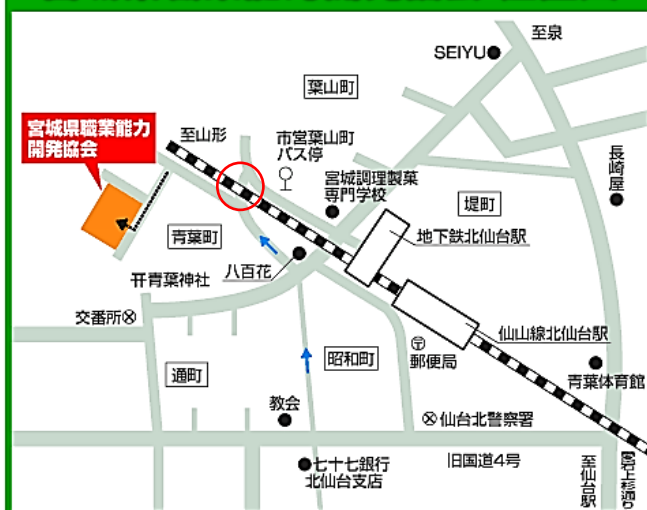 至泉
SEIYU
葉山町
宮城県職業能力
開発協会
至山形
市営葉山町
バス停
宮城調理製菓
専門学校
長崎屋
堤町
青葉町
地下鉄北仙台駅
八百花
青葉神社
交番所
仙山線北仙台駅
〒
郵便局
昭和町
通町
青葉体育館
教会
仙台北警察署
七十七銀行
北仙台支店
旧国道4号
至仙台駅